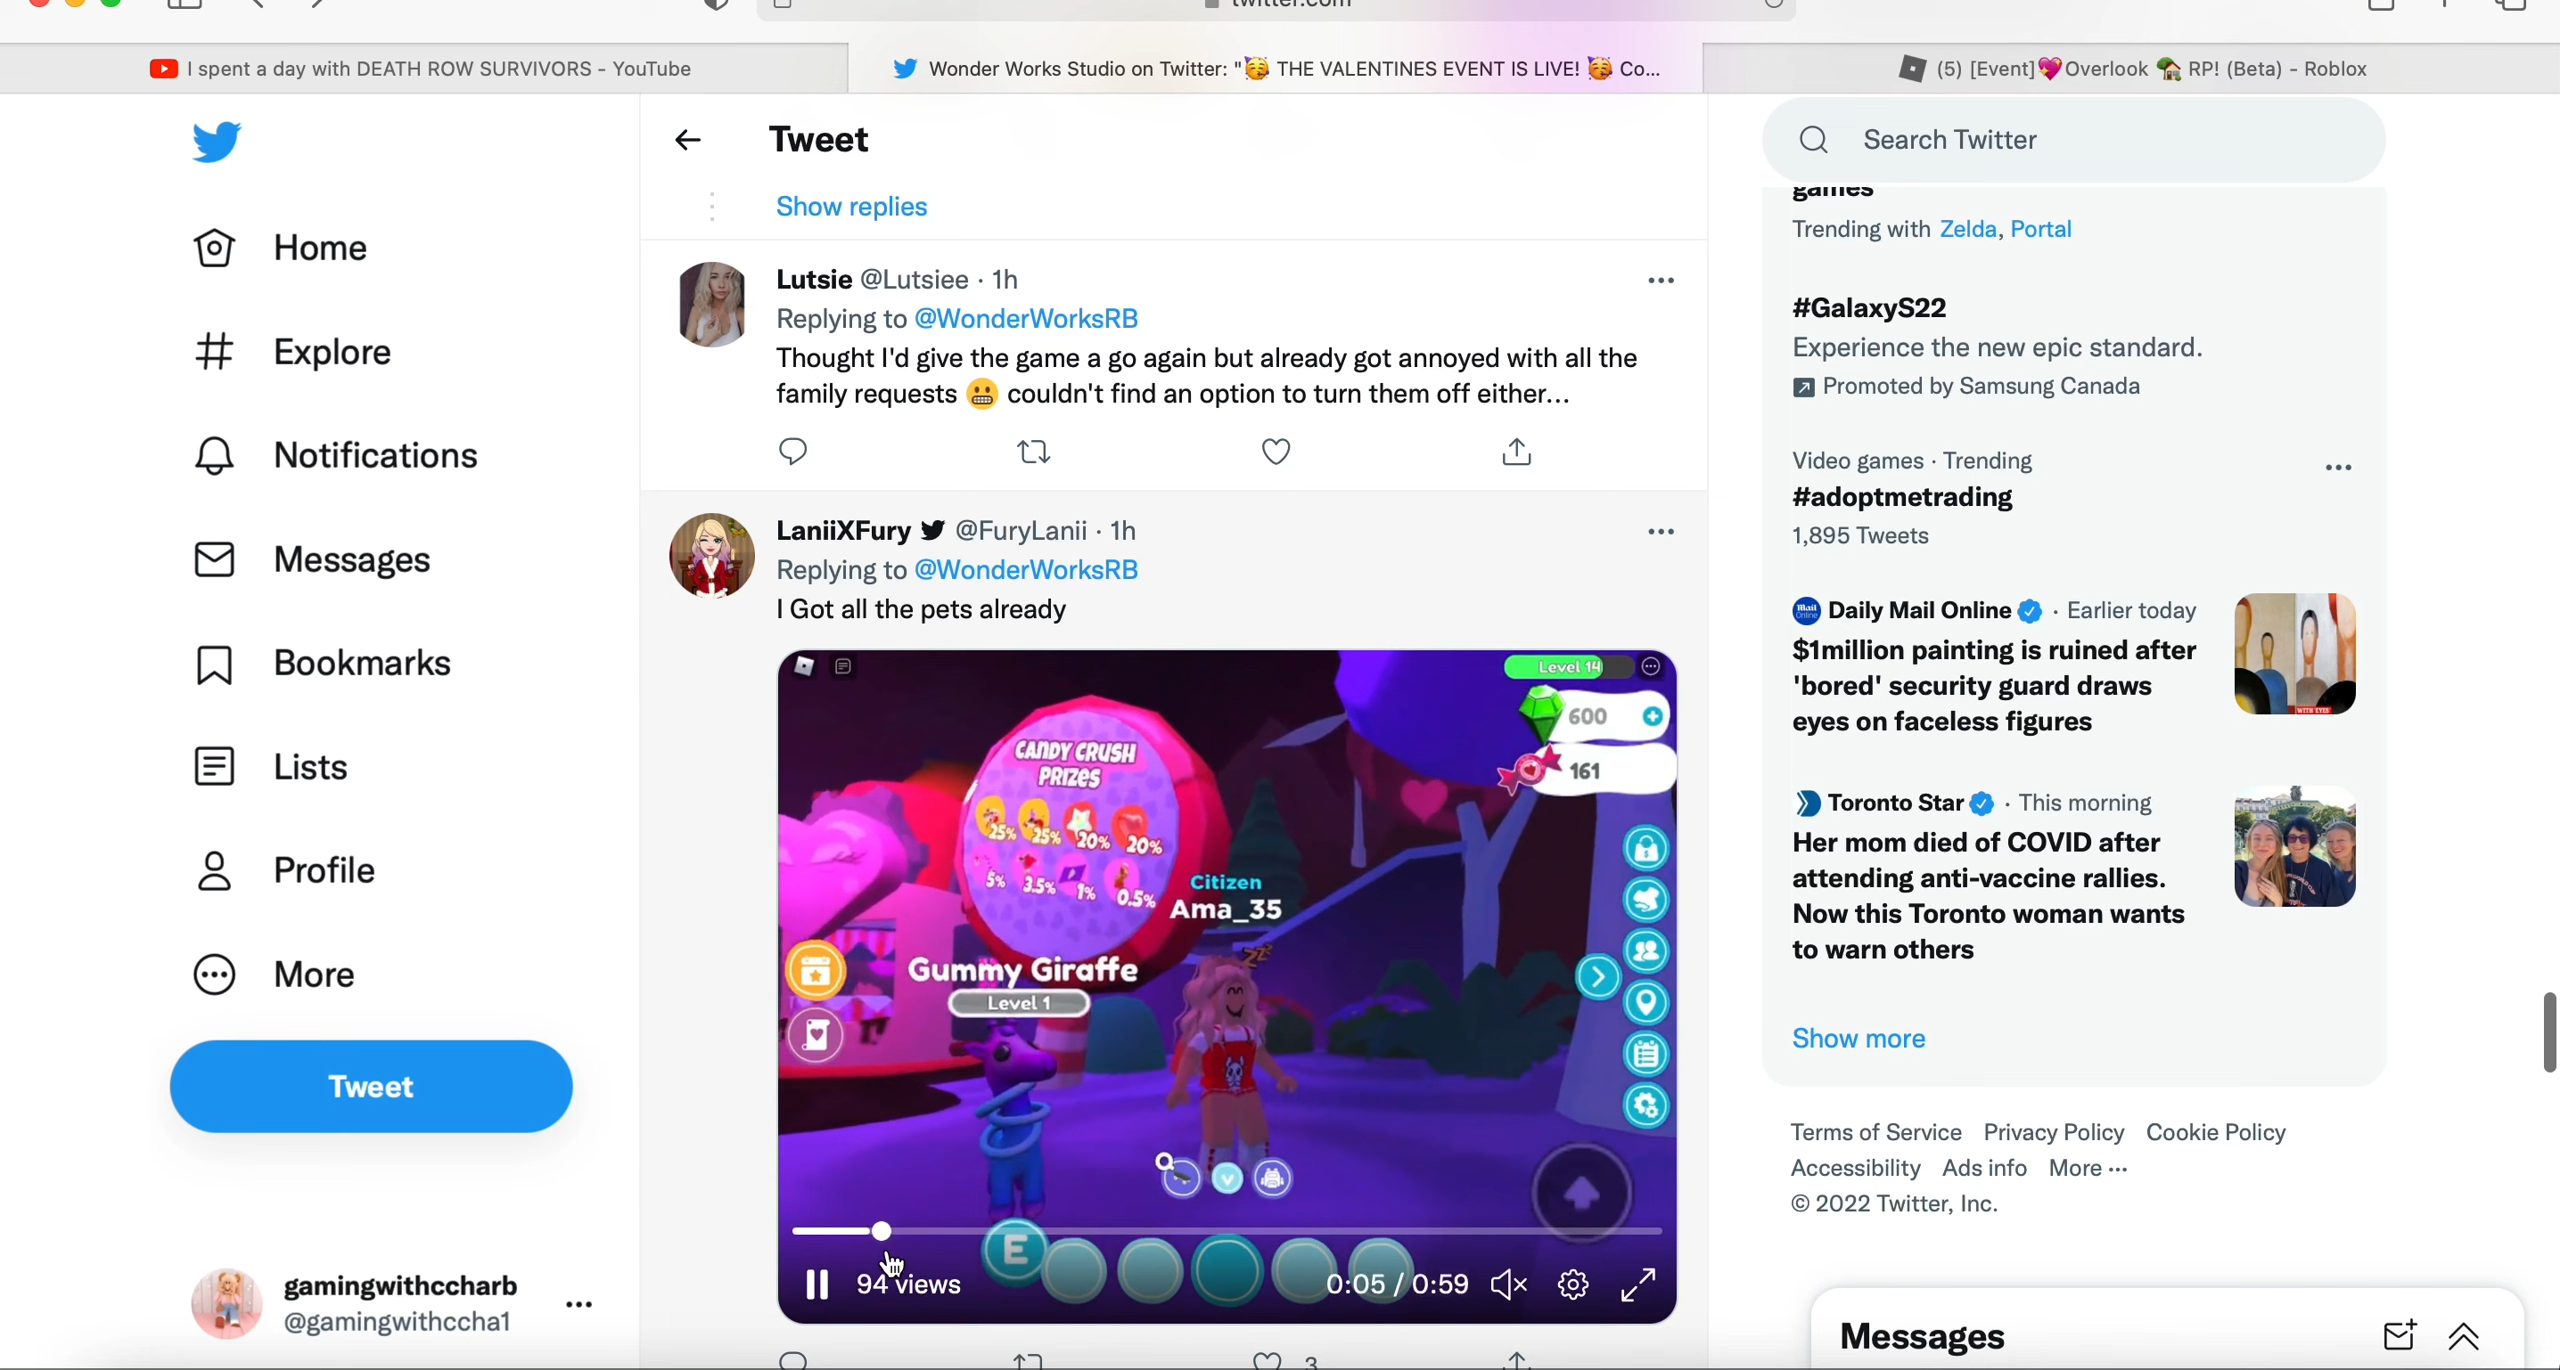 twitter.com
I spent a day with DEATH ROW SURVIVORS - YouTube
Wonder Works Studio on Twitter: "🥳 THE VALENTINES EVENT IS LIVE! 🥳 Co...
(5) [Event]💖Overlook 🏡 RP! (Beta) - Roblox
Home
Explore
Notifications
Messages
Bookmarks
Lists
Profile
More
Tweet
gamingwithccharb
@gamingwithccha1
Tweet
Show replies
Lutsie @Lutsiee · 1h
Replying to @WonderWorksRB
Thought I'd give the game a go again but already got annoyed with all the
family requests 😬 couldn't find an option to turn them off either...
LaniiXFury @FuryLanii · 1h
Replying to @WonderWorksRB
I Got all the pets already
Level 14
600
161
CANDY CRUSH
PRIZES
25% 25% 20% 20%
5% 3.5% 1% 0.5%
Citizen
Ama_35
Gummy Giraffe
Level 1
E
94 views
0:05 / 0:59
3
Search Twitter
games
Trending with Zelda, Portal
#GalaxyS22
Experience the new epic standard.
Promoted by Samsung Canada
Video games · Trending
#adoptmetrading
1,895 Tweets
Daily Mail Online · Earlier today
$1million painting is ruined after
'bored' security guard draws
eyes on faceless figures
WITH EYES
Toronto Star · This morning
Her mom died of COVID after
attending anti-vaccine rallies.
Now this Toronto woman wants
to warn others
Show more
Terms of Service Privacy Policy Cookie Policy
Accessibility Ads info More ···
© 2022 Twitter, Inc.
Messages